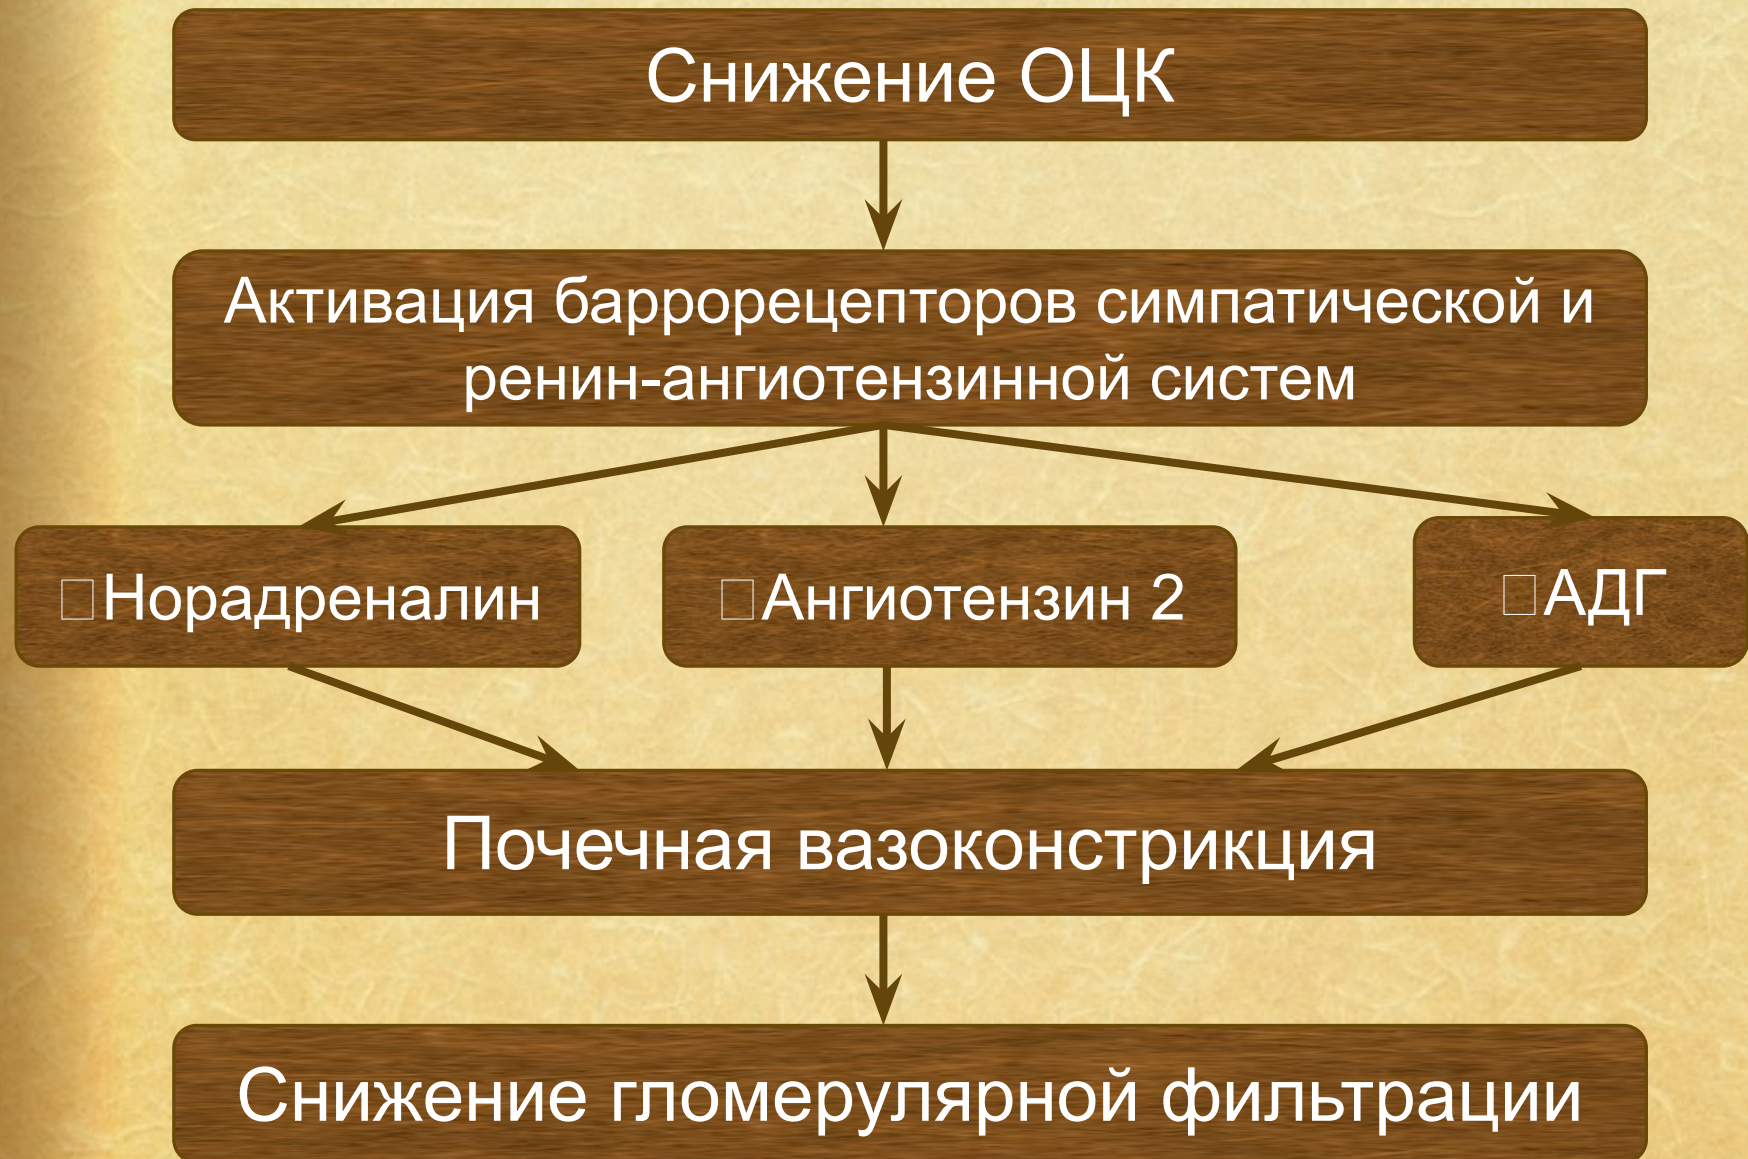 Снижение ОЦК
Активация баррорецепторов симпатической и
ренин-ангиотензинной систем
□Норадреналин
□Ангиотензин 2
□АДГ
Почечная вазоконстрикция
Снижение гломерулярной фильтрации